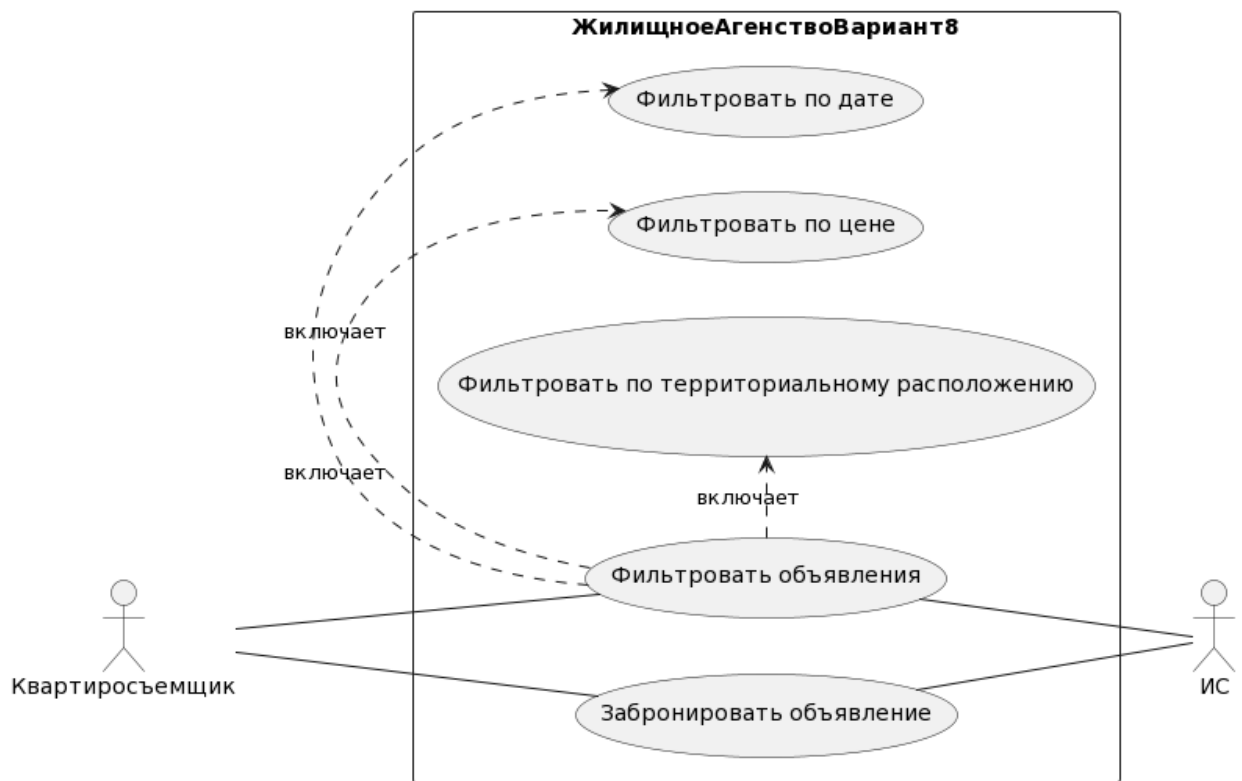 ЖилищноеАгенствоВариант8
Фильтровать по дате
Фильтровать по цене
включает
Фильтровать по территориальному расположению
включает
включает
Фильтровать объявления
Квартиросъемщик
ИС
Забронировать объявление